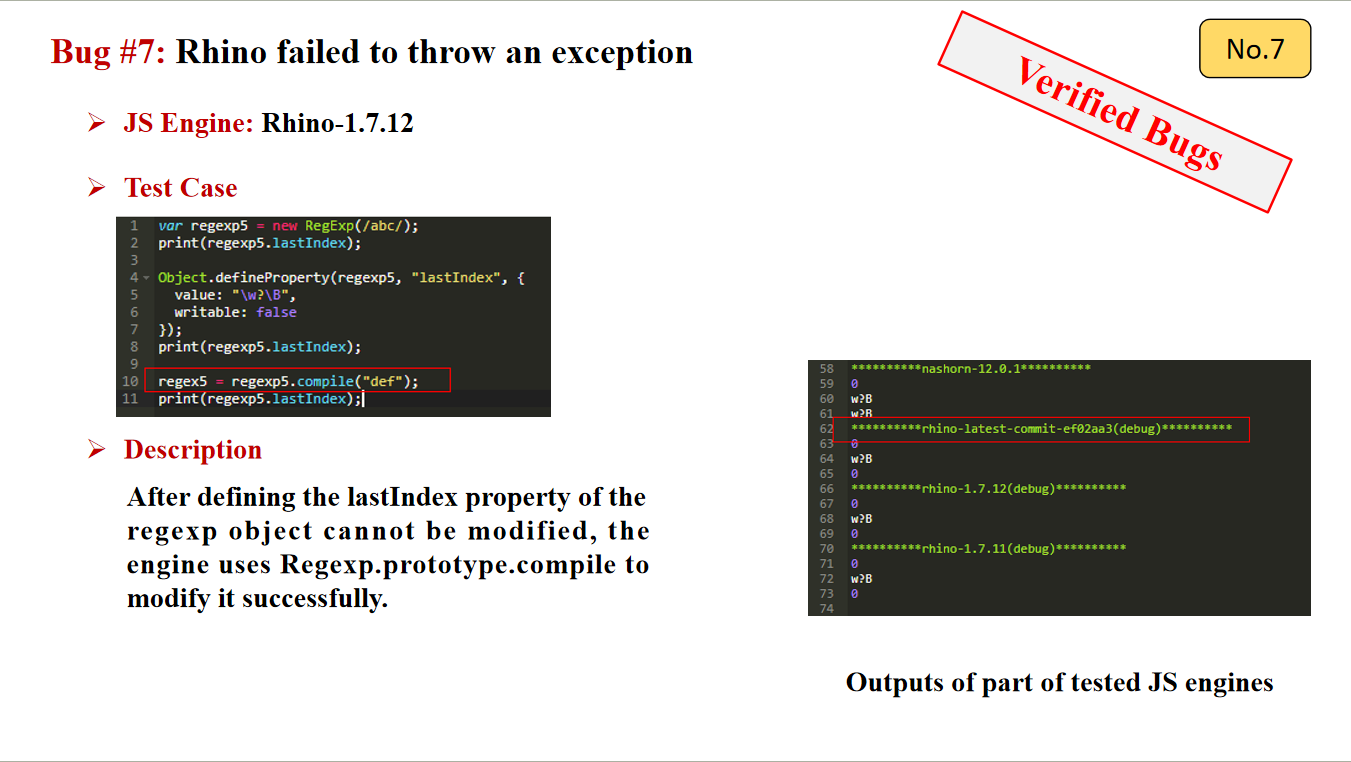 Bug #7: Rhino failed to throw an exception
No.7
Verified Bugs
➢ JS Engine: Rhino-1.7.12
➢ Test Case
1 var regexp5 = new RegExp(/abc/);
2 print(regexp5.lastIndex);
3
4 Object.defineProperty(regexp5, "lastIndex", {
5 value: "\w?\B",
6 writable: false
7 });
8 print(regexp5.lastIndex);
9
10 regex5 = regexp5.compile("def");
11 print(regexp5.lastIndex);
➢ Description
After defining the lastIndex property of the
regexp object cannot be modified, the
engine uses Regexp.prototype.compile to
modify it successfully.
58 **********nashorn-12.0.1**********
59 0
60 w?B
61 w?B
62 **********rhino-latest-commit-ef02aa3(debug)**********
63 0
64 w?B
65 0
66 **********rhino-1.7.12(debug)**********
67 0
68 w?B
69 0
70 **********rhino-1.7.11(debug)**********
71 0
72 w?B
73 0
74
Outputs of part of tested JS engines